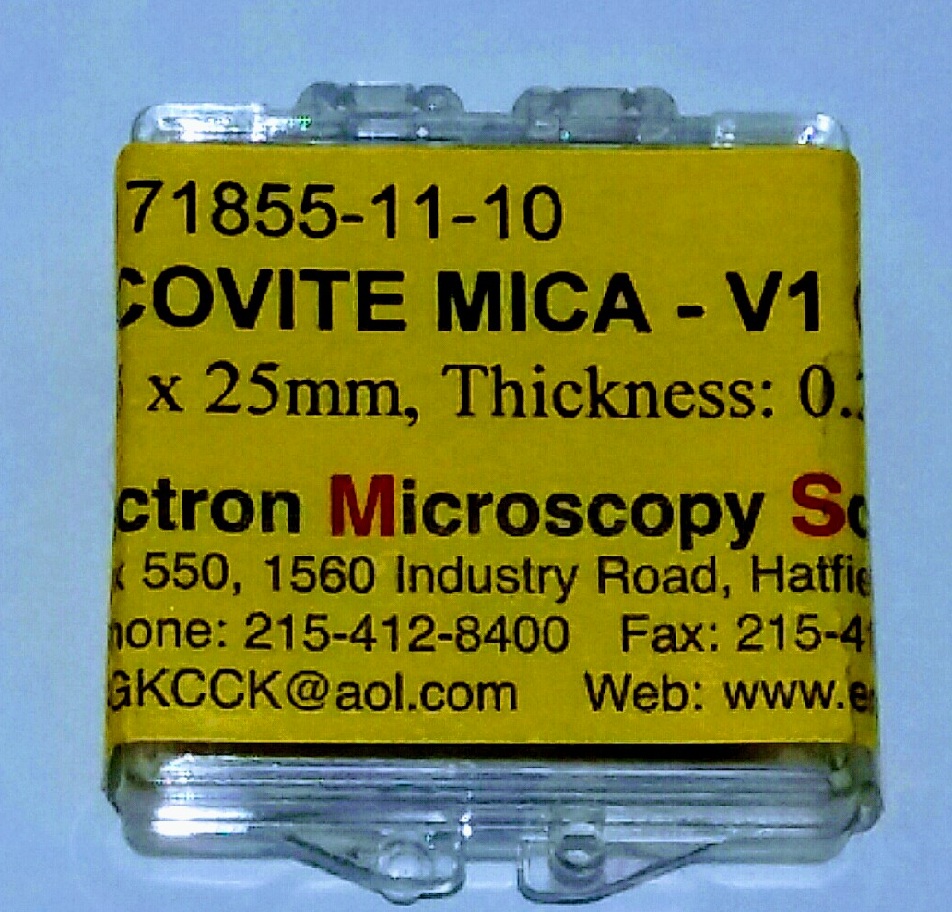 71855-11-10
COVITE MICA - V1
x 25mm, Thickness: 0.
ctron Microscopy S
550, 1560 Industry Road, Hatfie
hone: 215-412-8400 Fax: 215-4
GKCCK@aol.com Web: www.e